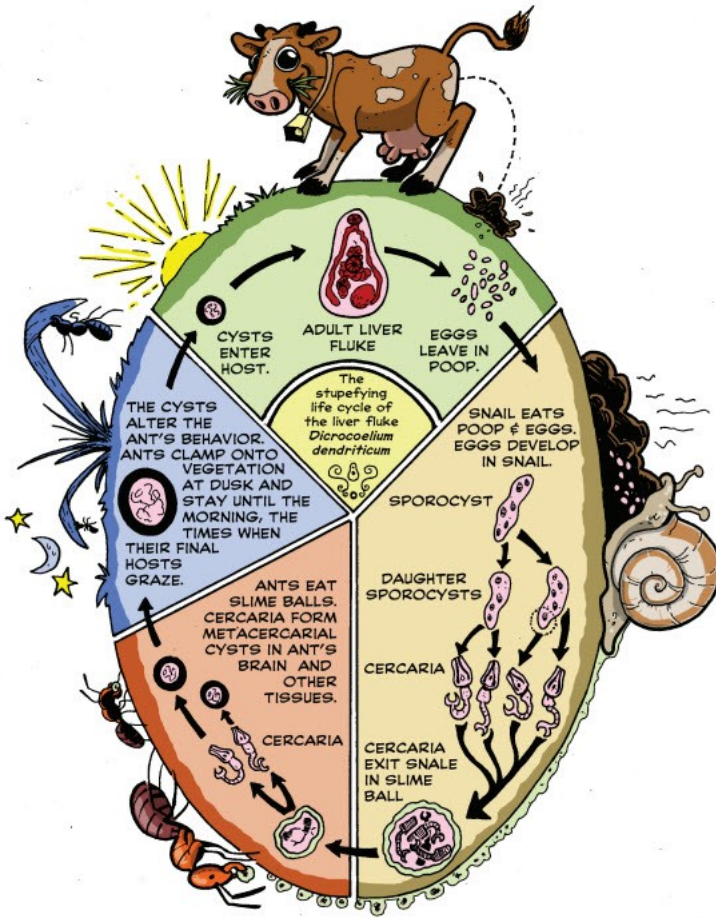 CYSTS
ENTER
HOST.
ADULT LIVER
FLUKE
EGGS
LEAVE IN
POOP.
The
stupefying
life cycle of
the liver fluke
Dicrocoelium
dendriticum
SNAIL EATS
POOP & EGGS.
EGGS DEVELOP
IN SNAIL.
SPOROCYST
DAUGHTER
SPOROCYSTS
CERCARIA
CERCARIA
EXIT SNALE
IN SLIME
BALL
ANTS EAT
SLIME BALLS.
CERCARIA FORM
METACERCARIAL
CYSTS IN ANT'S
BRAIN AND
OTHER
TISSUES.
CERCARIA
THE CYSTS
ALTER THE
ANT'S BEHAVIOR.
ANTS CLAMP ONTO
VEGETATION
AT DUSK AND
STAY UNTIL THE
MORNING, THE
TIMES WHEN
THEIR FINAL
HOSTS
GRAZE.